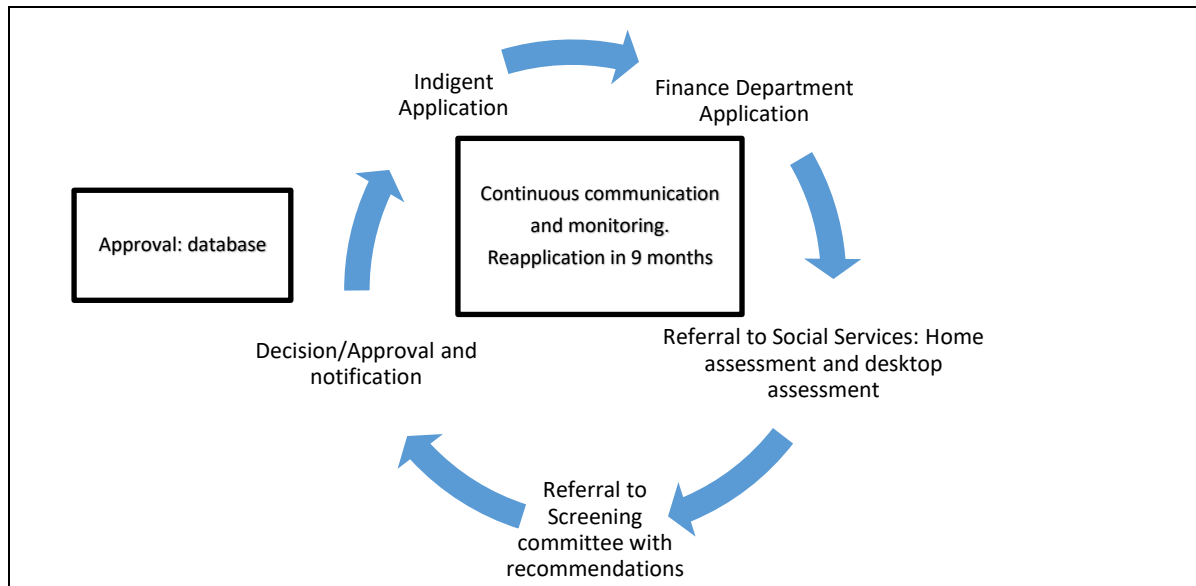 Indigent
Application
Finance Department
Application
Continuous communication
and monitoring.
Reapplication in 9 months
Approval: database
Referral to Social Services: Home
assessment and desktop
assessment
Decision/Approval and
notification
Referral to
Screening
committee with
recommendations